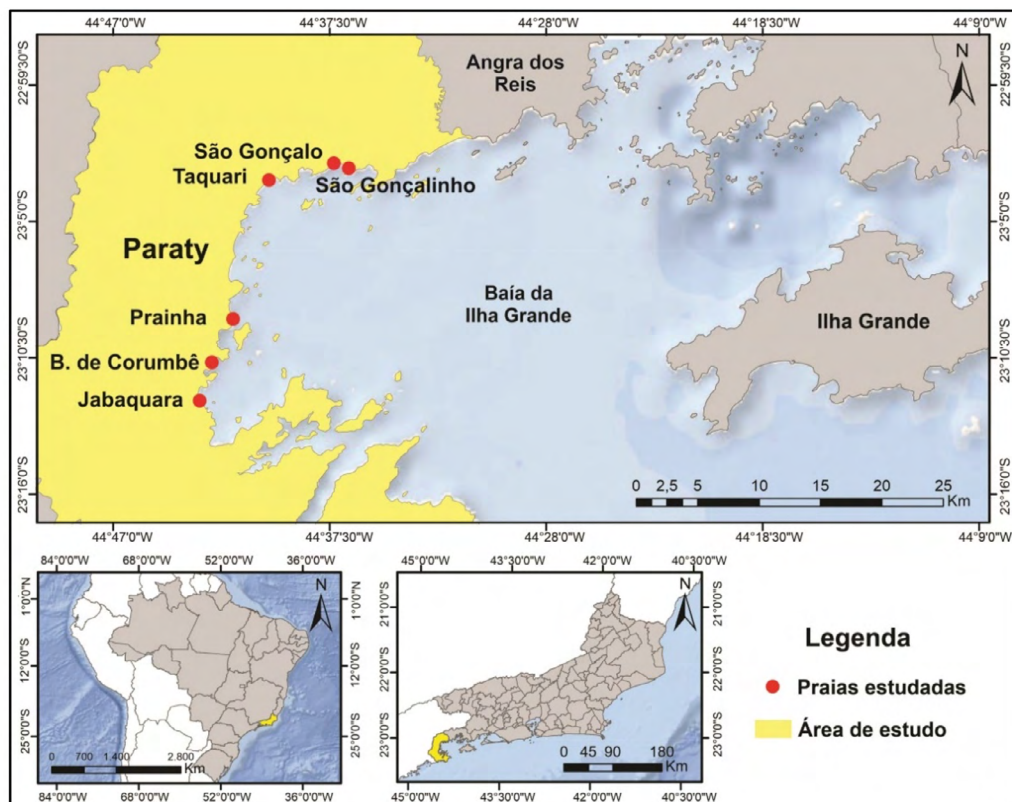 44°47'0"W 44°37'30"W 44°28'0"W 44°18'30"W 44°9'0"W
22°59'30"S
22°59'30"S
Angra dos
Reis
N
São Gonçalo
Taquari
São Gonçalinho
23°5'0"S
23°5'0"S
Paraty
Baía da
Ilha Grande
Prainha
Ilha Grande
B. de Corumbê
23°10'30"S
23°10'30"S
Jabaquara
23°16'0"S
23°16'0"S
0 2,5 5 10 15 20 25
Km
44°47'0"W 44°37'30"W 44°28'0"W 44°18'30"W 44°9'0"W
84°0'0"W 68°0'0"W 52°0'0"W 36°0'0"W
1°0'0"N
1°0'0"N
N
12°0'0"S
12°0'0"S
25°0'0"S
25°0'0"S
0 700 1.400 2.800
Km
84°0'0"W 68°0'0"W 52°0'0"W 36°0'0"W
45°0'0"W 43°30'0"W 42°0'0"W 40°30'0"W
N
21°0'0"S
21°0'0"S
22°0'0"S
22°0'0"S
23°0'0"S
23°0'0"S
0 45 90 180
Km
45°0'0"W 43°30'0"W 42°0'0"W 40°30'0"W
Legenda
Praias estudadas
Área de estudo